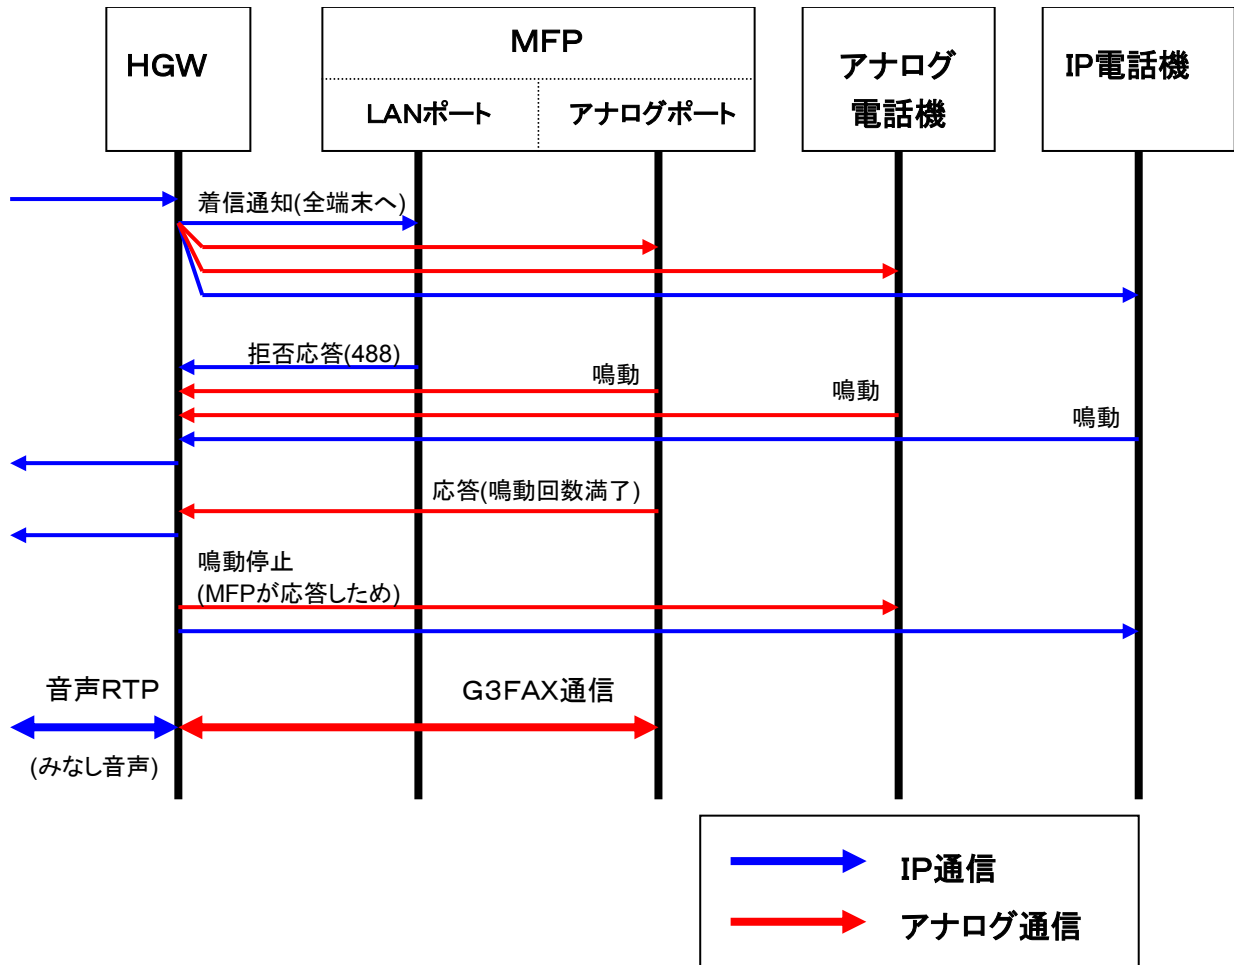 HGW
MFP
LANポート
アナログポート
アナログ
電話機
IP電話機
着信通知(全端末へ)
拒否応答(488)
鳴動
鳴動
鳴動
応答(鳴動回数満了)
鳴動停止
(MFPが応答しため)
音声RTP
G3FAX通信
(みなし音声)
IP通信
アナログ通信